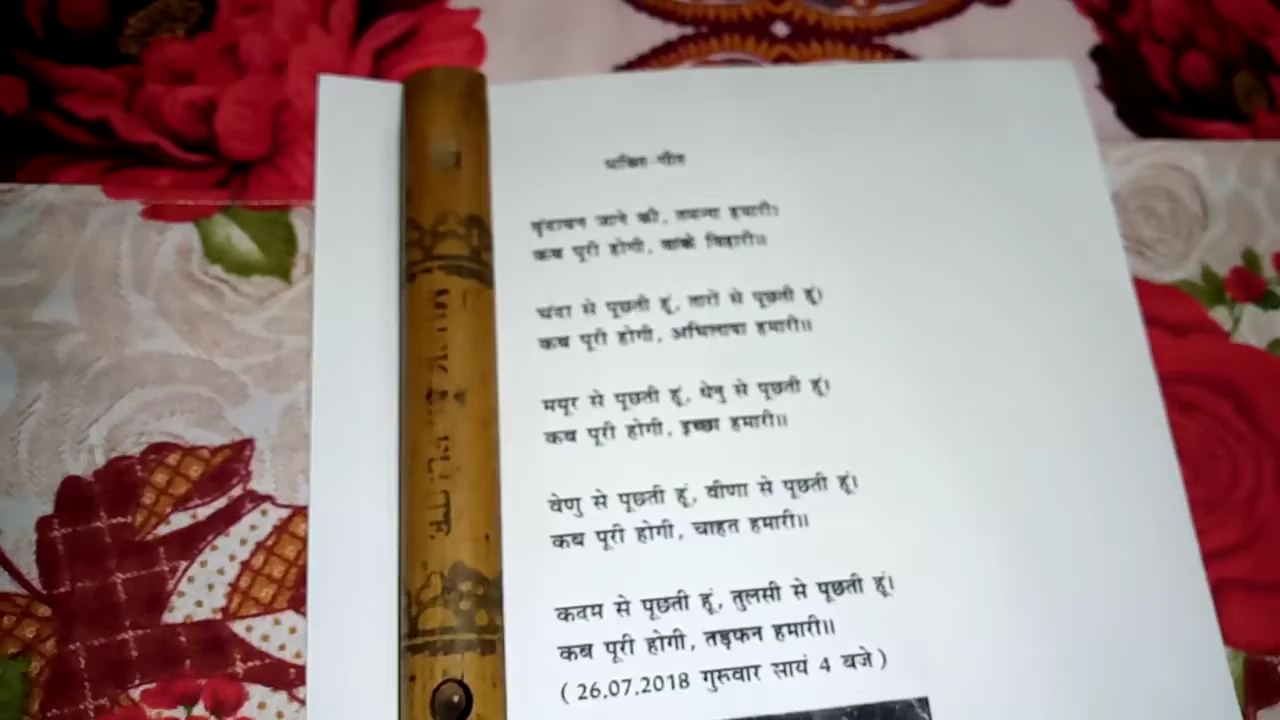 भक्ति-गीत
वृंदावन जाने की, तमन्ना हमारी।
कब पूरी होगी, बांके बिहारी॥
चंदा से पूछती हूं, तारों से पूछती हूं।
कब पूरी होगी, अभिलाषा हमारी॥
मयूर से पूछती हूं, धेनु से पूछती हूं।
कब पूरी होगी, इच्छा हमारी॥
वेणु से पूछती हूं, वीणा से पूछती हूं।
कब पूरी होगी, चाहत हमारी॥
कदम से पूछती हूं, तुलसी से पूछती हूं।
कब पूरी होगी, तड़फन हमारी॥
(26.07.2018 गुरूवार सायं 4 बजे)